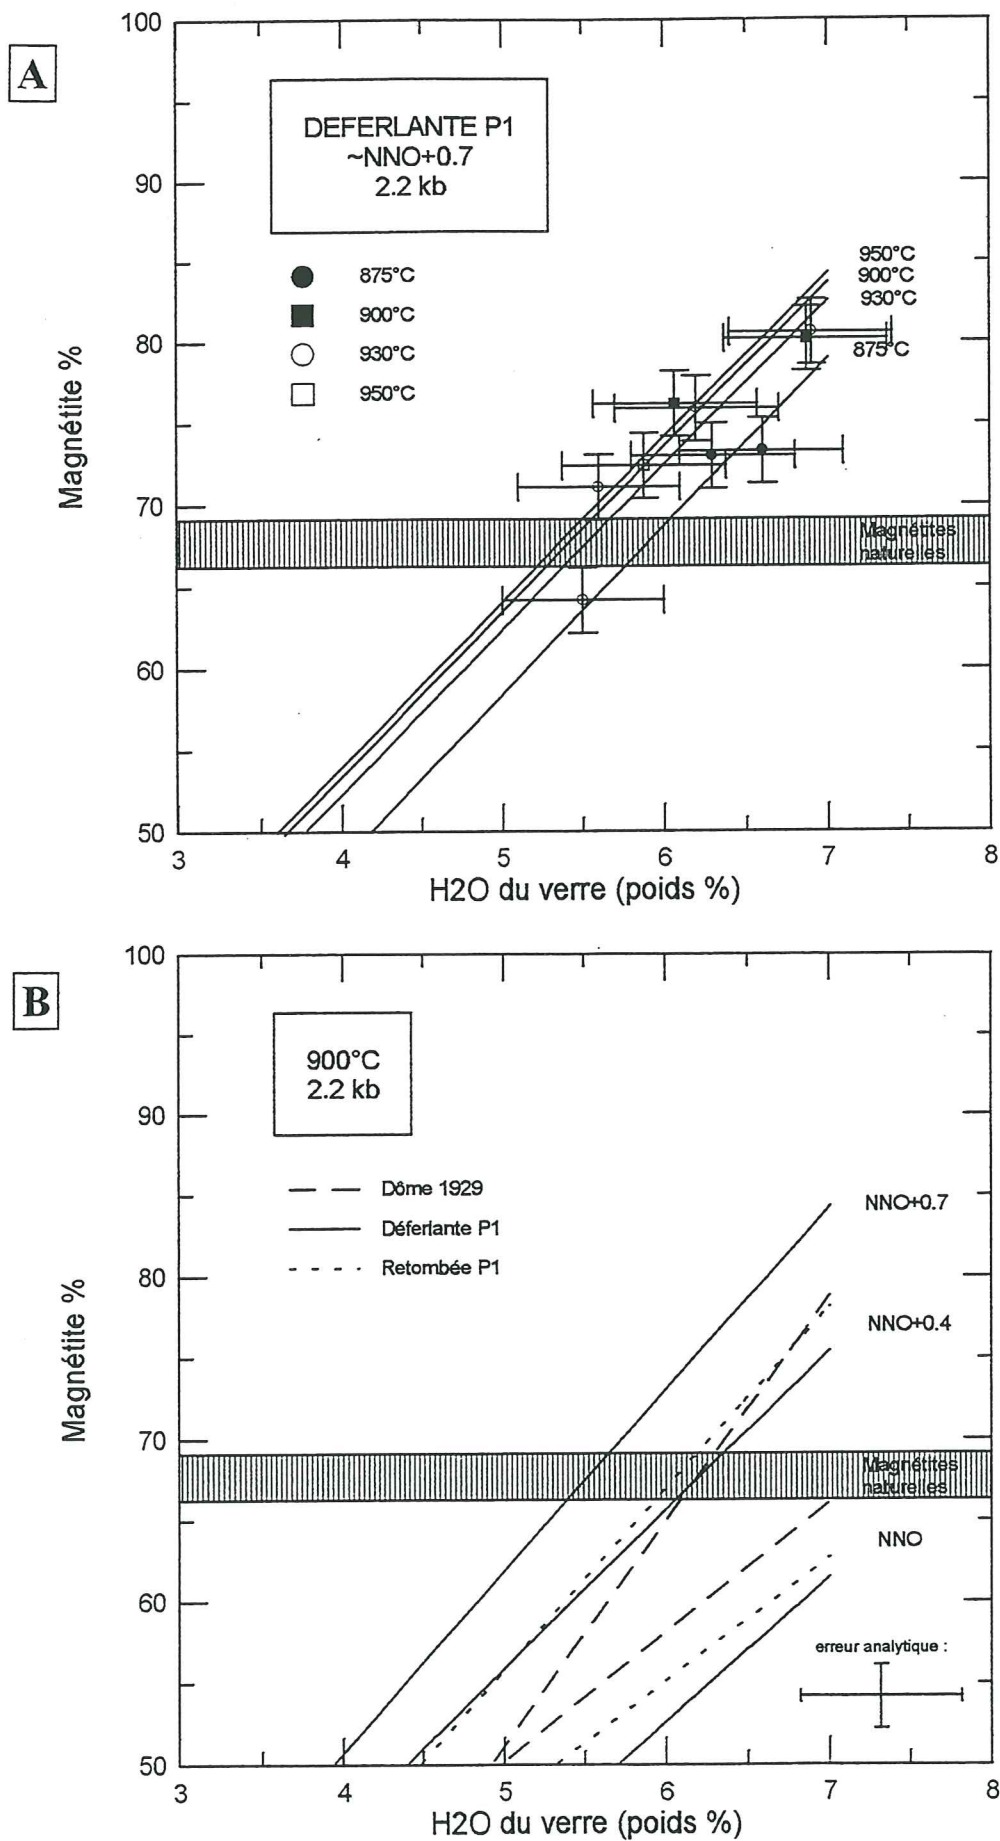 A
DEFERLANTE P1
~NNO+0.7
2.2 kb
875°C
900°C
930°C
950°C
950°C
900°C
930°C
875°C
Magnétites
naturelles
Magnétite %
100
90
80
70
60
50
3 4 5 6 7 8
H2O du verre (poids %)
B
900°C
2.2 kb
Dôme 1929
Déferlante P1
Retombée P1
NNO+0.7
NNO+0.4
Magnétites
naturelles
NNO
erreur analytique :
Magnétite %
100
90
80
70
60
50
3 4 5 6 7 8
H2O du verre (poids %)